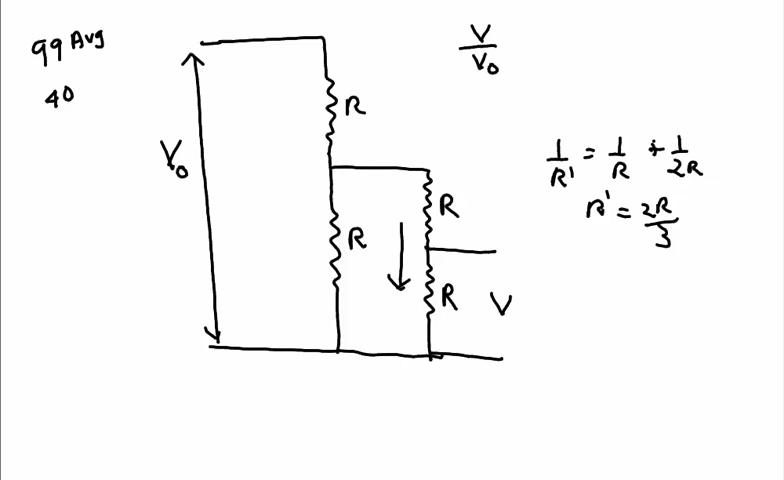 99 Avg
40
V/V₀
V₀
R
R
R
R
V
1/R' = 1/R + 1/2R
R' = 2R/3